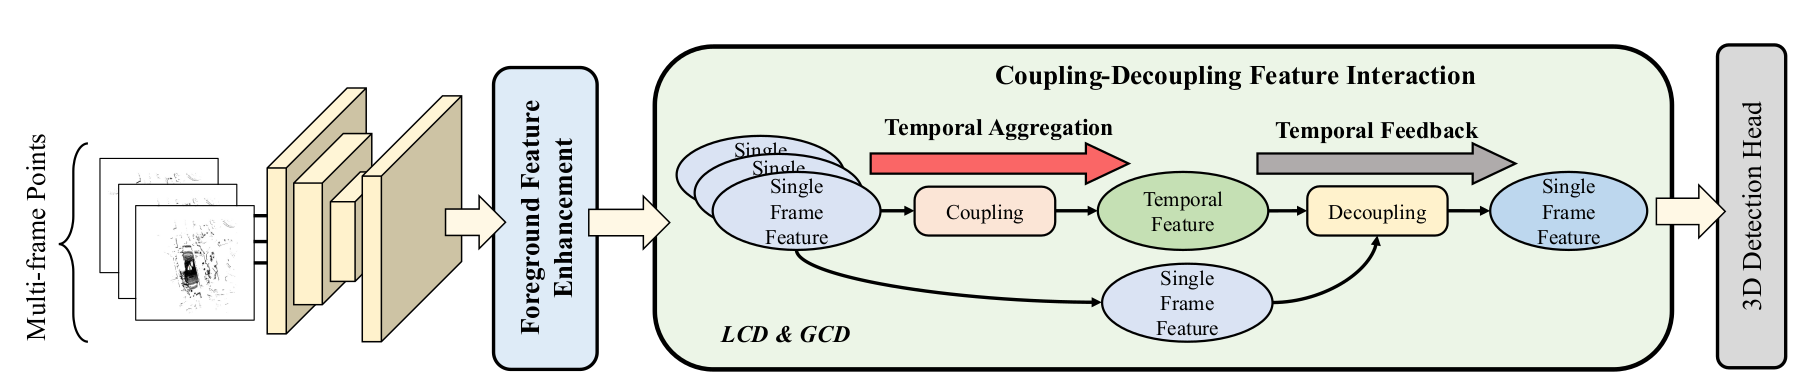 Multi-frame Points
Foreground Feature
Enhancement
Coupling-Decoupling Feature Interaction
Temporal Aggregation
Temporal Feedback
Single
Single
Single
Frame
Feature
Coupling
Temporal
Feature
Decoupling
Single
Frame
Feature
Single
Frame
Feature
LCD & GCD
3D Detection Head